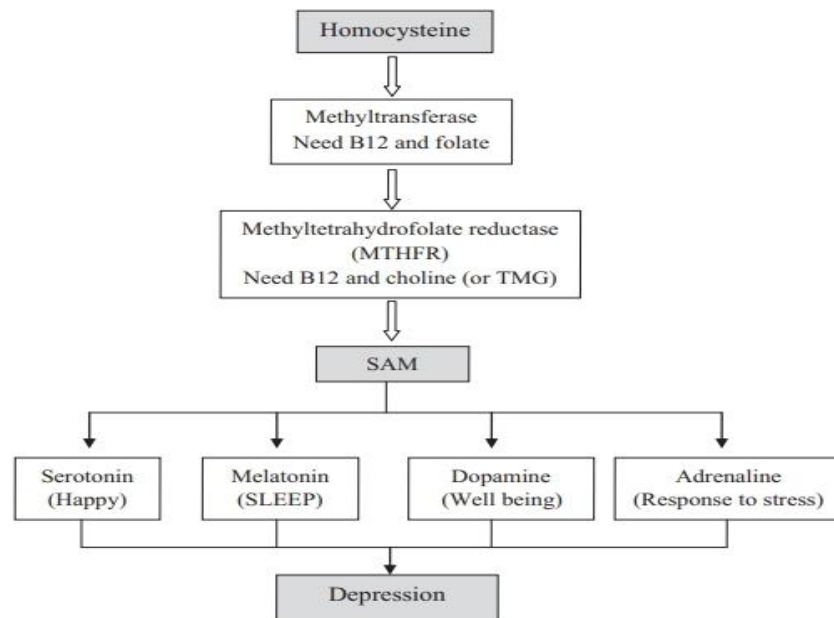 Homocysteine
Methyltransferase
Need B12 and folate
Methyltetrahydrofolate reductase
(MTHFR)
Need B12 and choline (or TMG)
SAM
Serotonin
(Happy)
Melatonin
(SLEEP)
Dopamine
(Well being)
Adrenaline
(Response to stress)
Depression